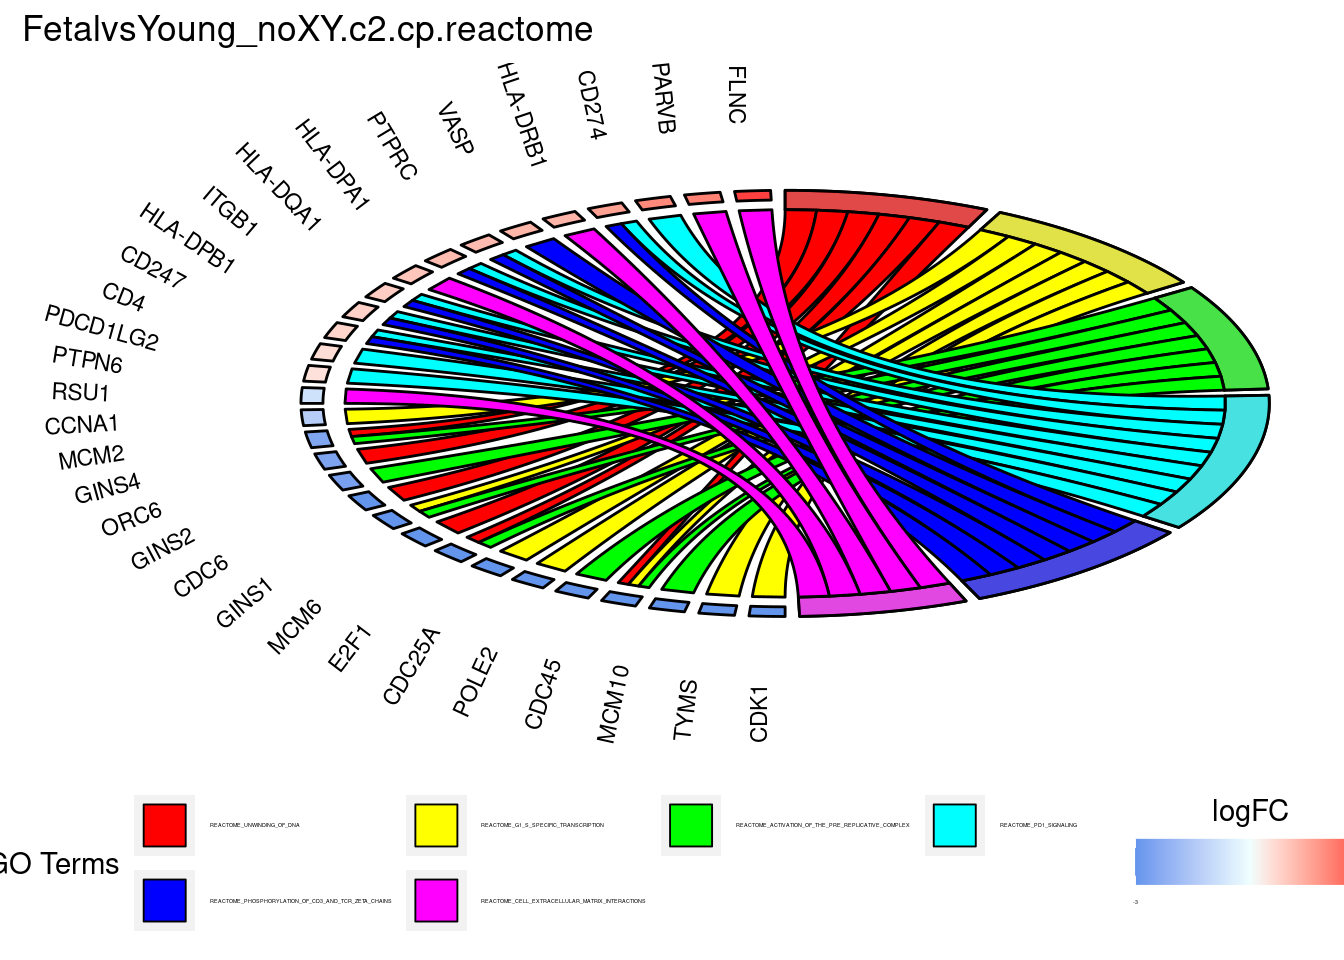 FetalvsYoung_noXY.c2.cp.reactome
FLNC
PARVB
CD274
HLA-DRB1
VASP
PTPRC
HLA-DPA1
HLA-DQA1
ITGB1
HLA-DPB1
CD247
CD4
PDCD1LG2
PTPN6
RSU1
CCNA1
MCM2
GINS4
ORC6
GINS2
CDC6
GINS1
MCM6
E2F1
CDC25A
POLE2
CDC45
MCM10
TYMS
CDK1
GO Terms
REACTOME_UNWINDING_OF_DNA
REACTOME_G1_S_SPECIFIC_TRANSCRIPTION
REACTOME_ACTIVATION_OF_THE_PRE_REPLICATIVE_COMPLEX
REACTOME_PD1_SIGNALING
REACTOME_PHOSPHORYLATION_OF_CD3_AND_TCR_ZETA_CHAINS
REACTOME_CELL_EXTRACELLULAR_MATRIX_INTERACTIONS
logFC
-3